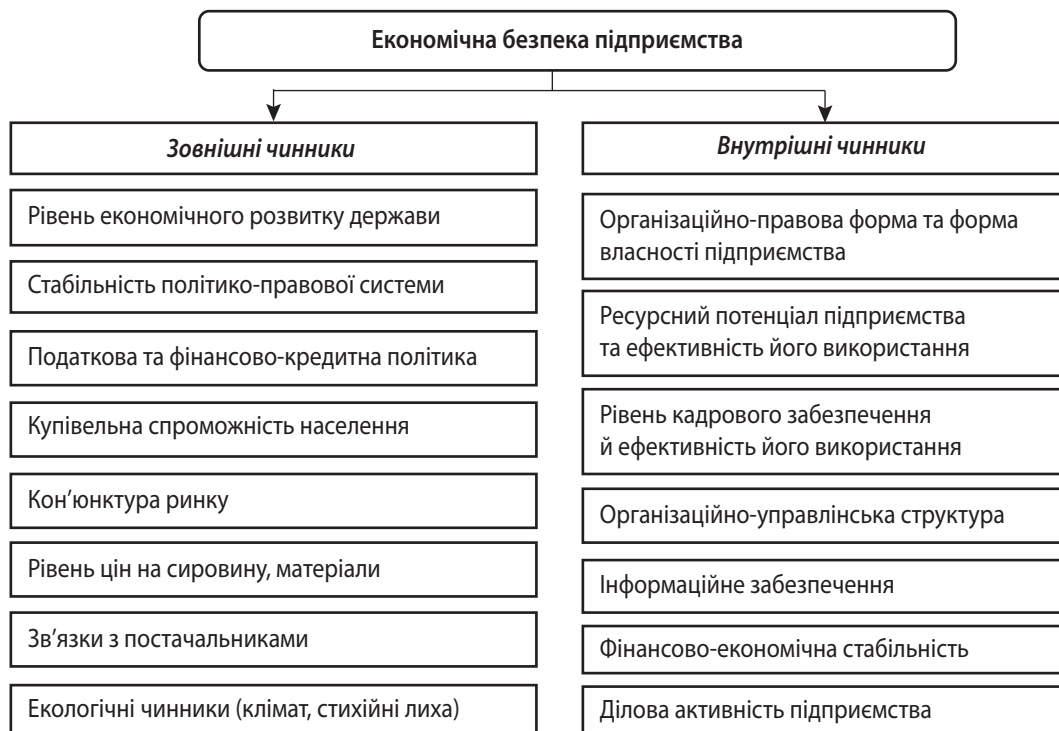 Економічна безпека підприємства
Зовнішні чинники
Рівень економічного розвитку держави
Стабільність політико-правової системи
Податкова та фінансово-кредитна політика
Купівельна спроможність населення
Кон’юнктура ринку
Рівень цін на сировину, матеріали
Зв’язки з постачальниками
Екологічні чинники (клімат, стихійні лиха)
Внутрішні чинники
Організаційно-правова форма та форма
власності підприємства
Ресурсний потенціал підприємства
та ефективність його використання
Рівень кадрового забезпечення
й ефективність його використання
Організаційно-управлінська структура
Інформаційне забезпечення
Фінансово-економічна стабільність
Ділова активність підприємства